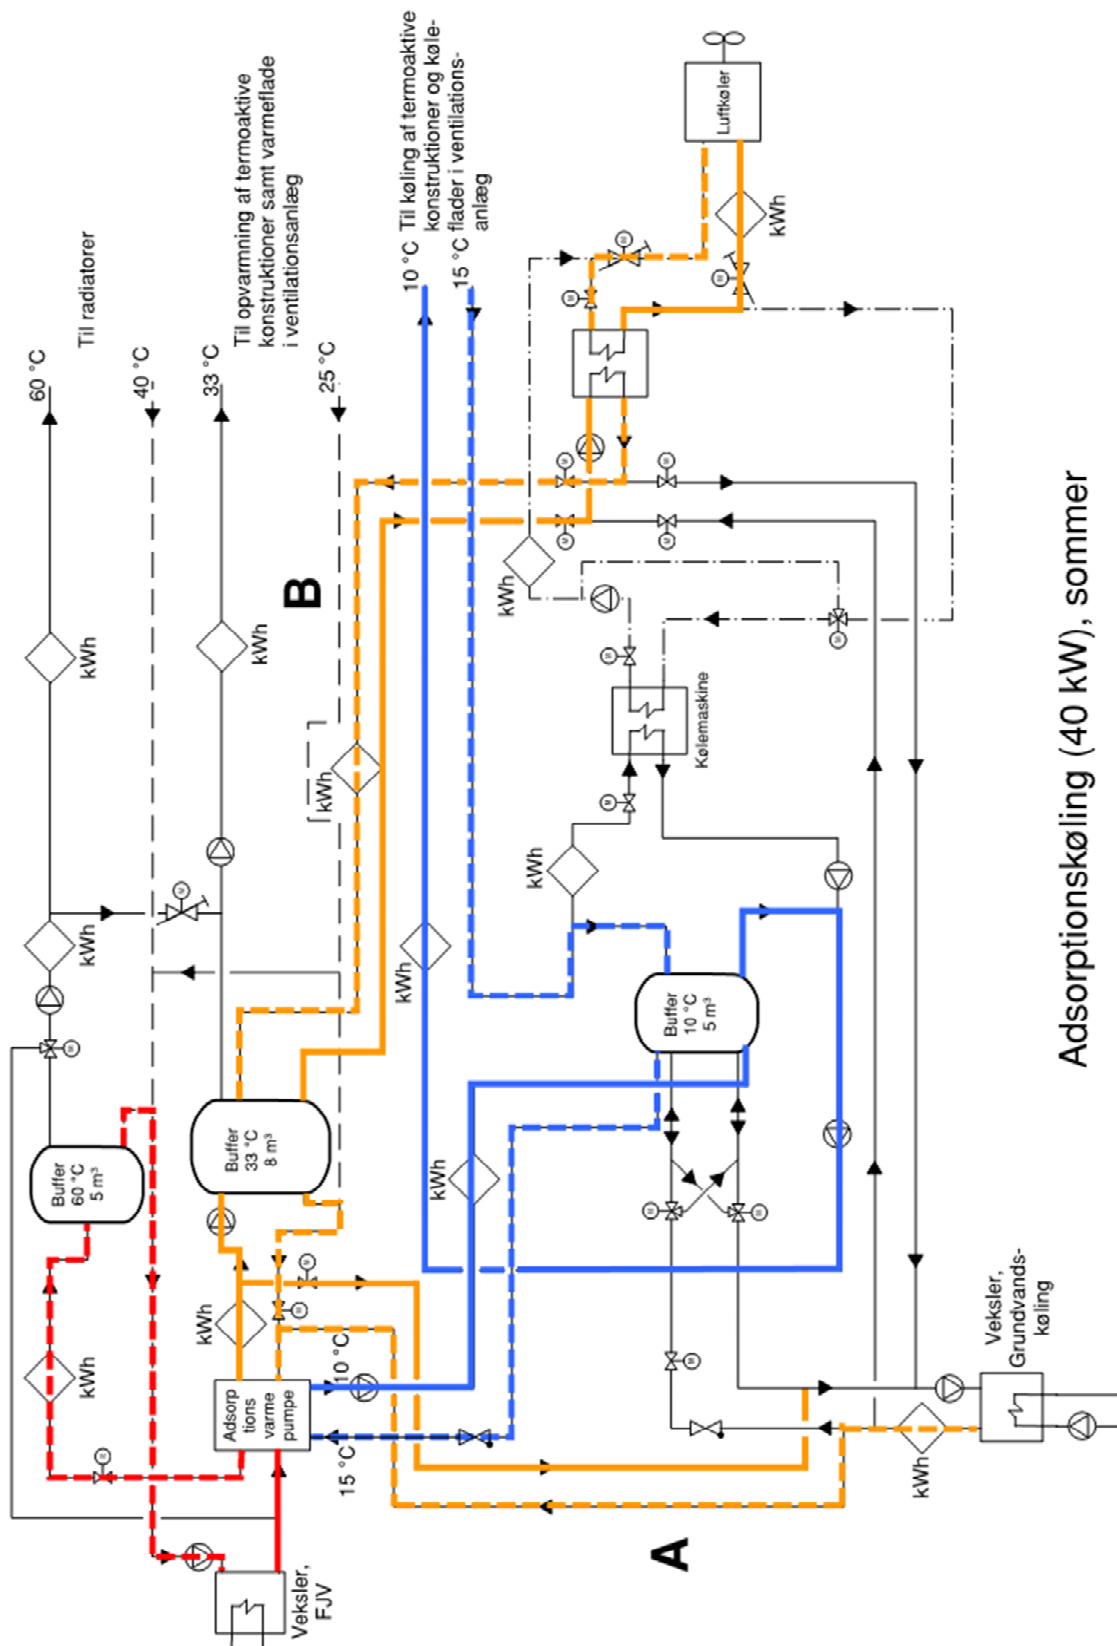 60 °C
Til radiatorer
40 °C
33 °C
Til opvarmning af termoaktive
konstruktioner samt varmeflade
i ventilationsanlæg
25 °C
10 °C Til køling af termoaktive
konstruktioner og køle-
15 °C flader i ventilations-
anlæg
Luftkøler
kWh
kWh
kWh
B
kWh
kWh
kWh
M
M
M
M
M
M
M
M
M
M
Kølemaskine
kWh
kWh
kWh
M
M
Buffer
60 °C
5 m³
Buffer
33 °C
8 m³
Buffer
10 °C
5 m³
kWh
kWh
kWh
M
M
M
M
M
M
Adsorp
tions
varme
pumpe
10°C
15 °C
Veksler,
FJV
A
kWh
Veksler,
Grundvands-
køling
Adsorptionskøling (40 kW), sommer